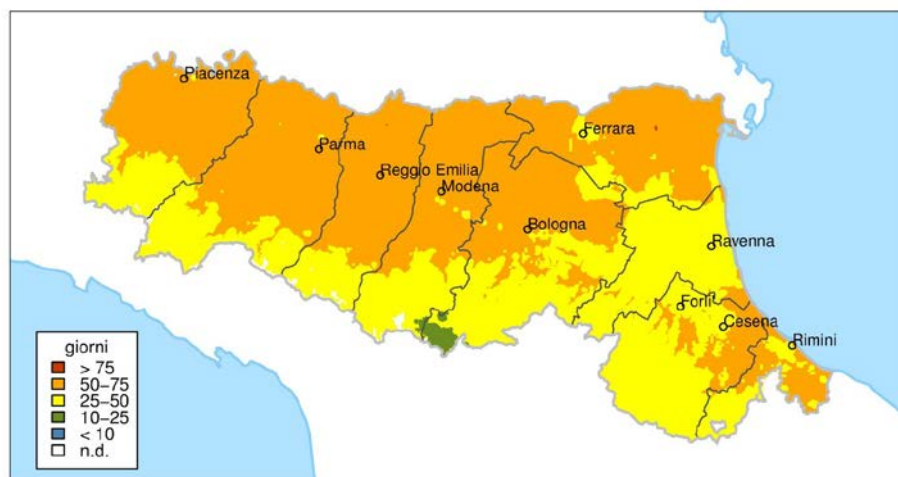 Piacenza
Parma
Reggio Emilia
Modena
Ferrara
Bologna
Ravenna
Forlì
Cesena
Rimini
giorni
> 75
50-75
25-50
10-25
< 10
n.d.